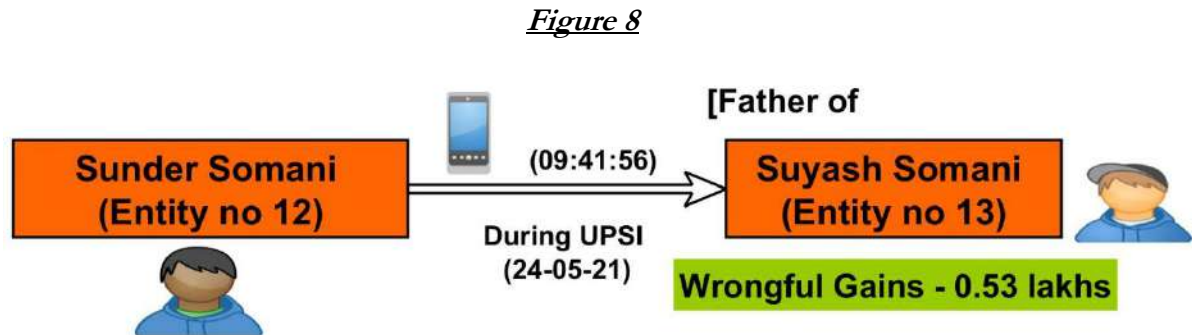 Figure 8
[Father of
Sunder Somani
(Entity no 12)
(09:41:56)
During UPSI
(24-05-21)
Suyash Somani
(Entity no 13)
Wrongful Gains - 0.53 lakhs